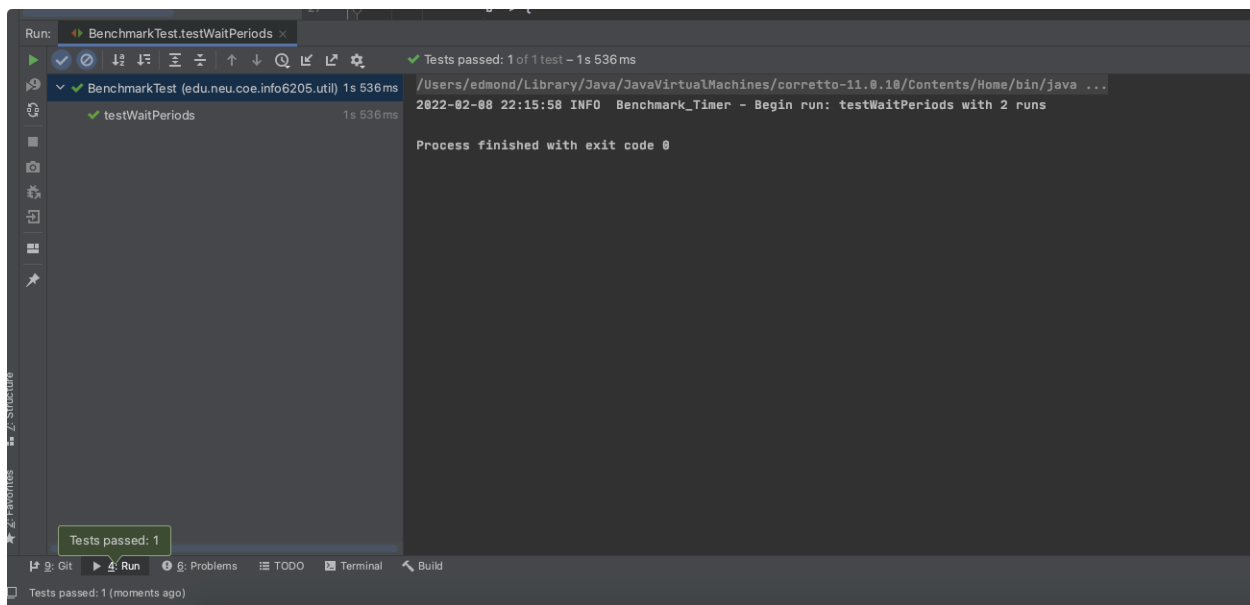 Run: BenchmarkTest.testWaitPeriods ×
Tests passed: 1 of 1 test – 1 s 536 ms
BenchmarkTest (edu.neu.coe.info6205.util) 1 s 536 ms
testWaitPeriods 1 s 536 ms
/Users/edmond/Library/Java/JavaVirtualMachines/corretto-11.0.10/Contents/Home/bin/java ...
2022-02-08 22:15:58 INFO  Benchmark_Timer - Begin run: testWaitPeriods with 2 runs
Process finished with exit code 0
Z: Structure
2: Favorites
Tests passed: 1
9: Git 4: Run 6: Problems TODO Terminal Build
Tests passed: 1 (moments ago)